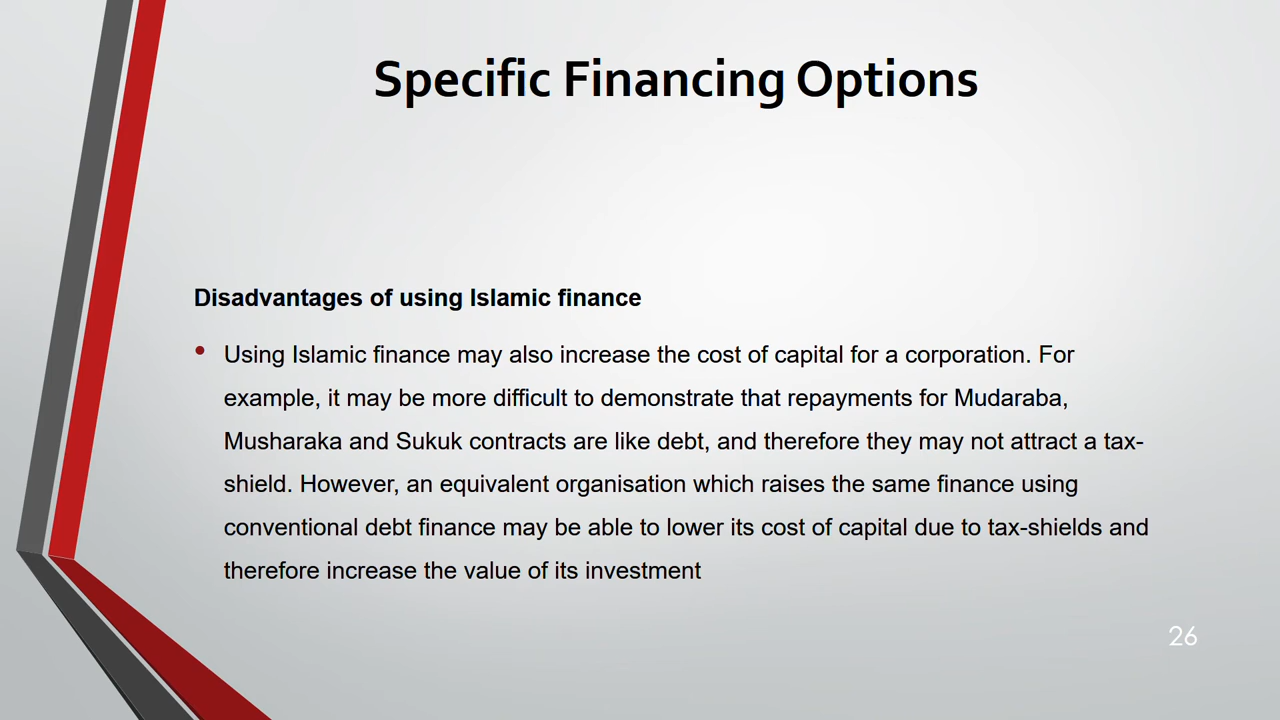 Specific Financing Options
Disadvantages of using Islamic finance
• Using Islamic finance may also increase the cost of capital for a corporation. For
example, it may be more difficult to demonstrate that repayments for Mudaraba,
Musharaka and Sukuk contracts are like debt, and therefore they may not attract a tax-
shield. However, an equivalent organisation which raises the same finance using
conventional debt finance may be able to lower its cost of capital due to tax-shields and
therefore increase the value of its investment
26